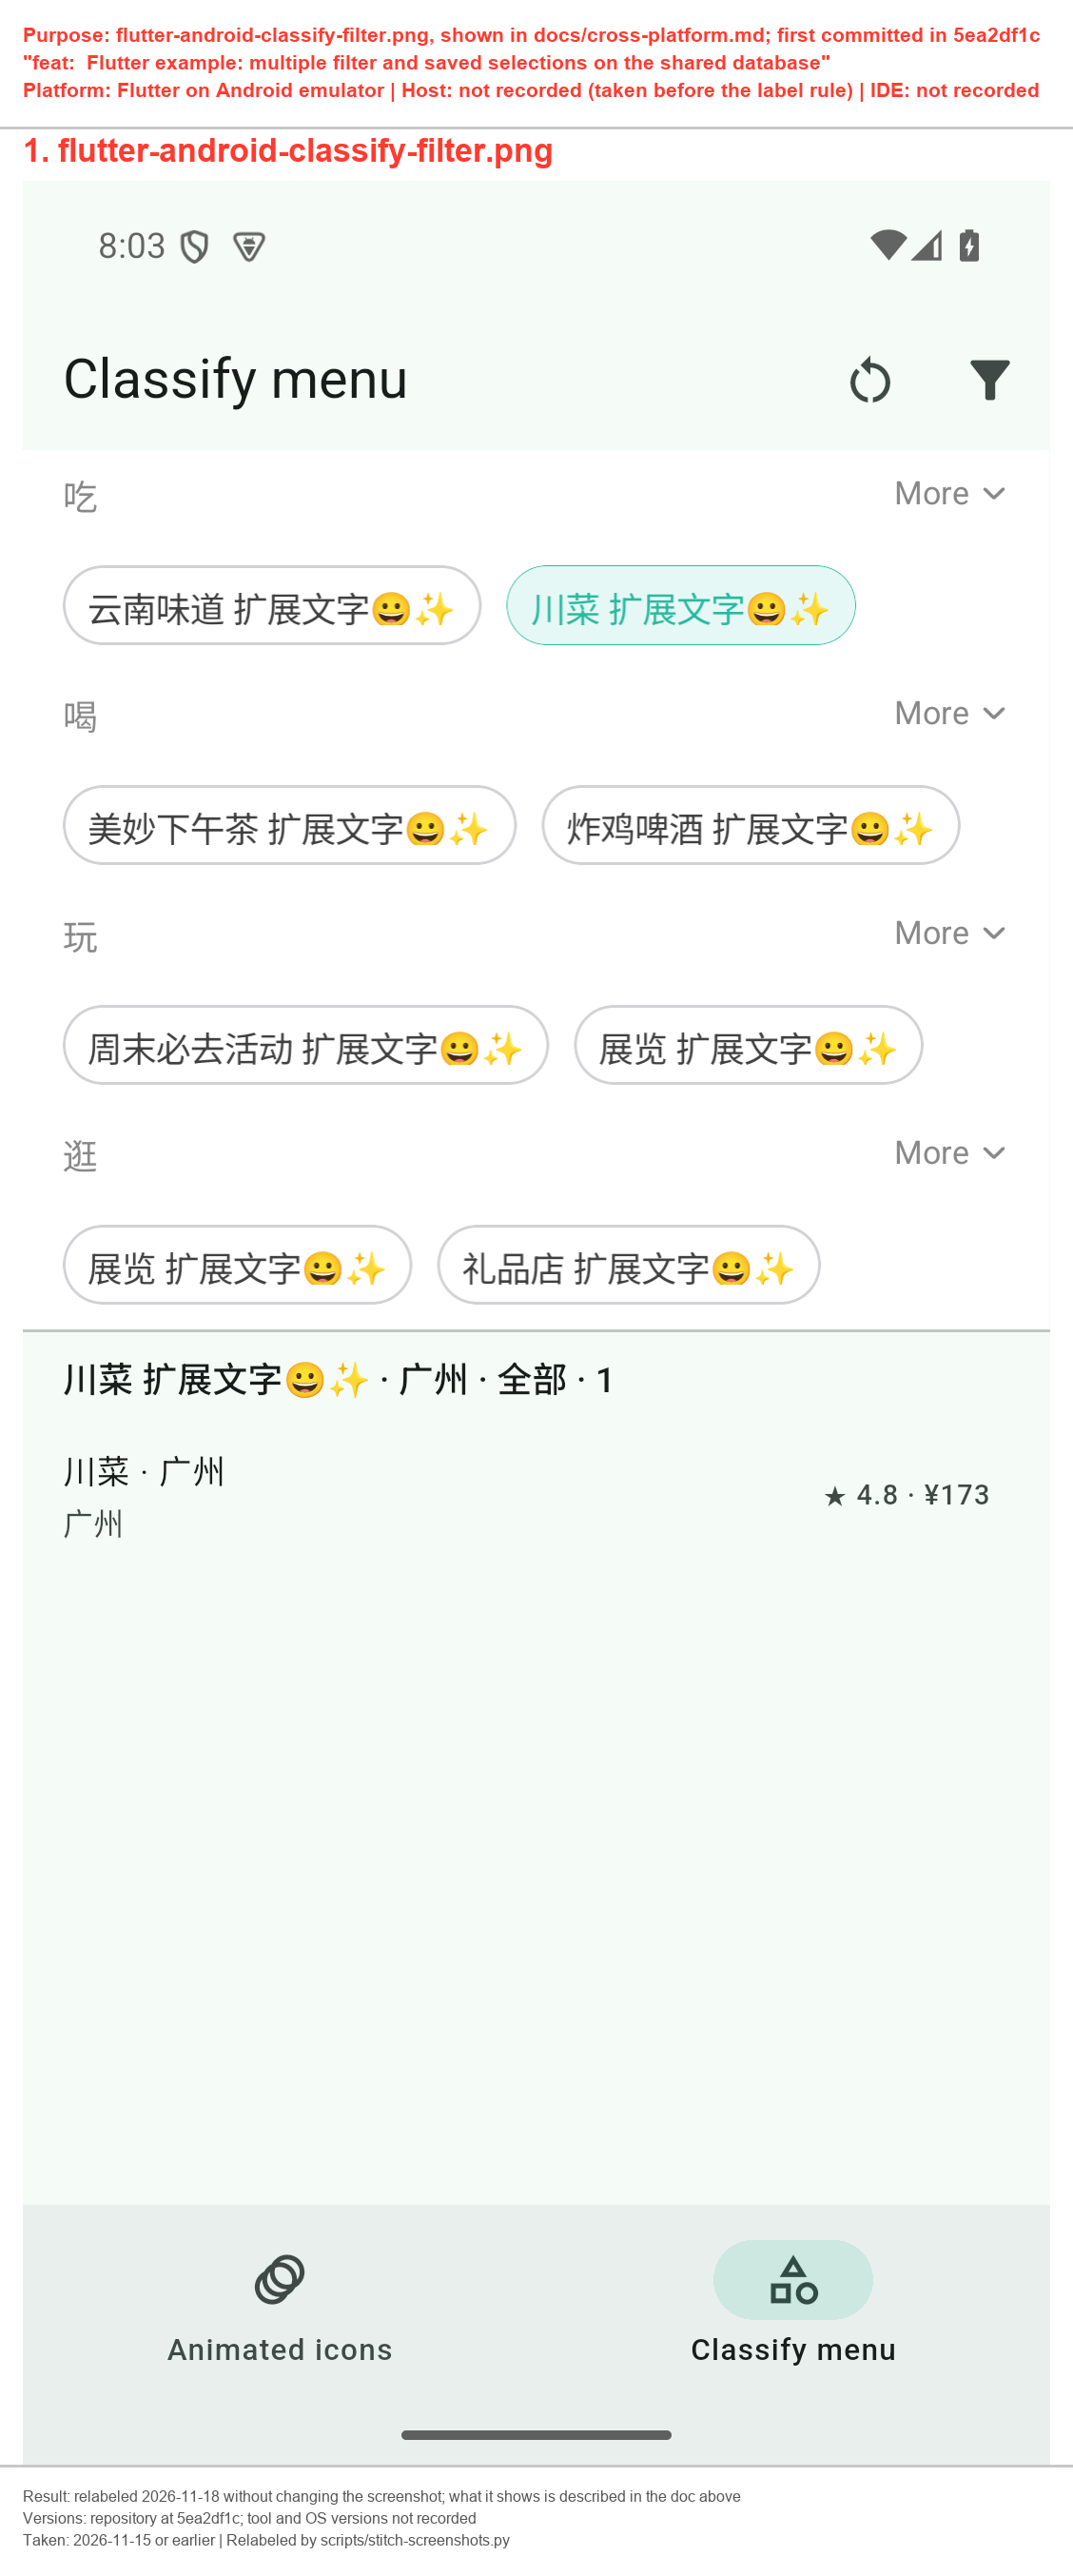 Purpose: flutter-android-classify-filter.png, shown in docs/cross-platform.md; first committed in 5ea2df1c
"feat:  Flutter example: multiple filter and saved selections on the shared database"
Platform: Flutter on Android emulator | Host: not recorded (taken before the label rule) | IDE: not recorded
1. flutter-android-classify-filter.png
8:03
Classify menu
吃 More
云南味道 扩展文字😀✨ 川菜 扩展文字😀✨
喝 More
美妙下午茶 扩展文字😀✨ 炸鸡啤酒 扩展文字😀✨
玩 More
周末必去活动 扩展文字😀✨ 展览 扩展文字😀✨
逛 More
展览 扩展文字😀✨ 礼品店 扩展文字😀✨
川菜 扩展文字😀✨ · 广州 · 全部 · 1
川菜 · 广州
★ 4.8 · ¥173
广州
Animated icons Classify menu
Result: relabeled 2026-11-18 without changing the screenshot; what it shows is described in the doc above
Versions: repository at 5ea2df1c; tool and OS versions not recorded
Taken: 2026-11-15 or earlier | Relabeled by scripts/stitch-screenshots.py